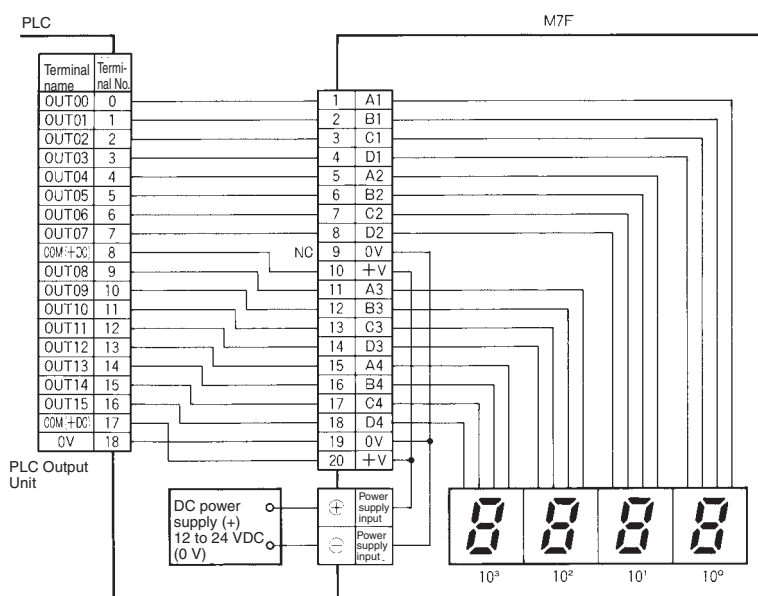 PLC
M7F
Terminal name Terminal No.
OUT00 0
OUT01 1
OUT02 2
OUT03 3
OUT04 4
OUT05 5
OUT06 6
OUT07 7
COM(+DC) 8
OUT08 9
OUT09 10
OUT10 11
OUT11 12
OUT12 13
OUT13 14
OUT14 15
OUT15 16
COM(+DC) 17
0V 18
PLC Output
Unit
NC
1 A1
2 B1
3 C1
4 D1
5 A2
6 B2
7 C2
8 D2
9 0V
10 +V
11 A3
12 B3
13 C3
14 D3
15 A4
16 B4
17 C4
18 D4
19 0V
20 +V
DC power
supply (+)
12 to 24 VDC
(0 V)
⊕ Power
supply
input
⊖ Power
supply
input
8 8 8 8
10³ 10² 10¹ 10⁰